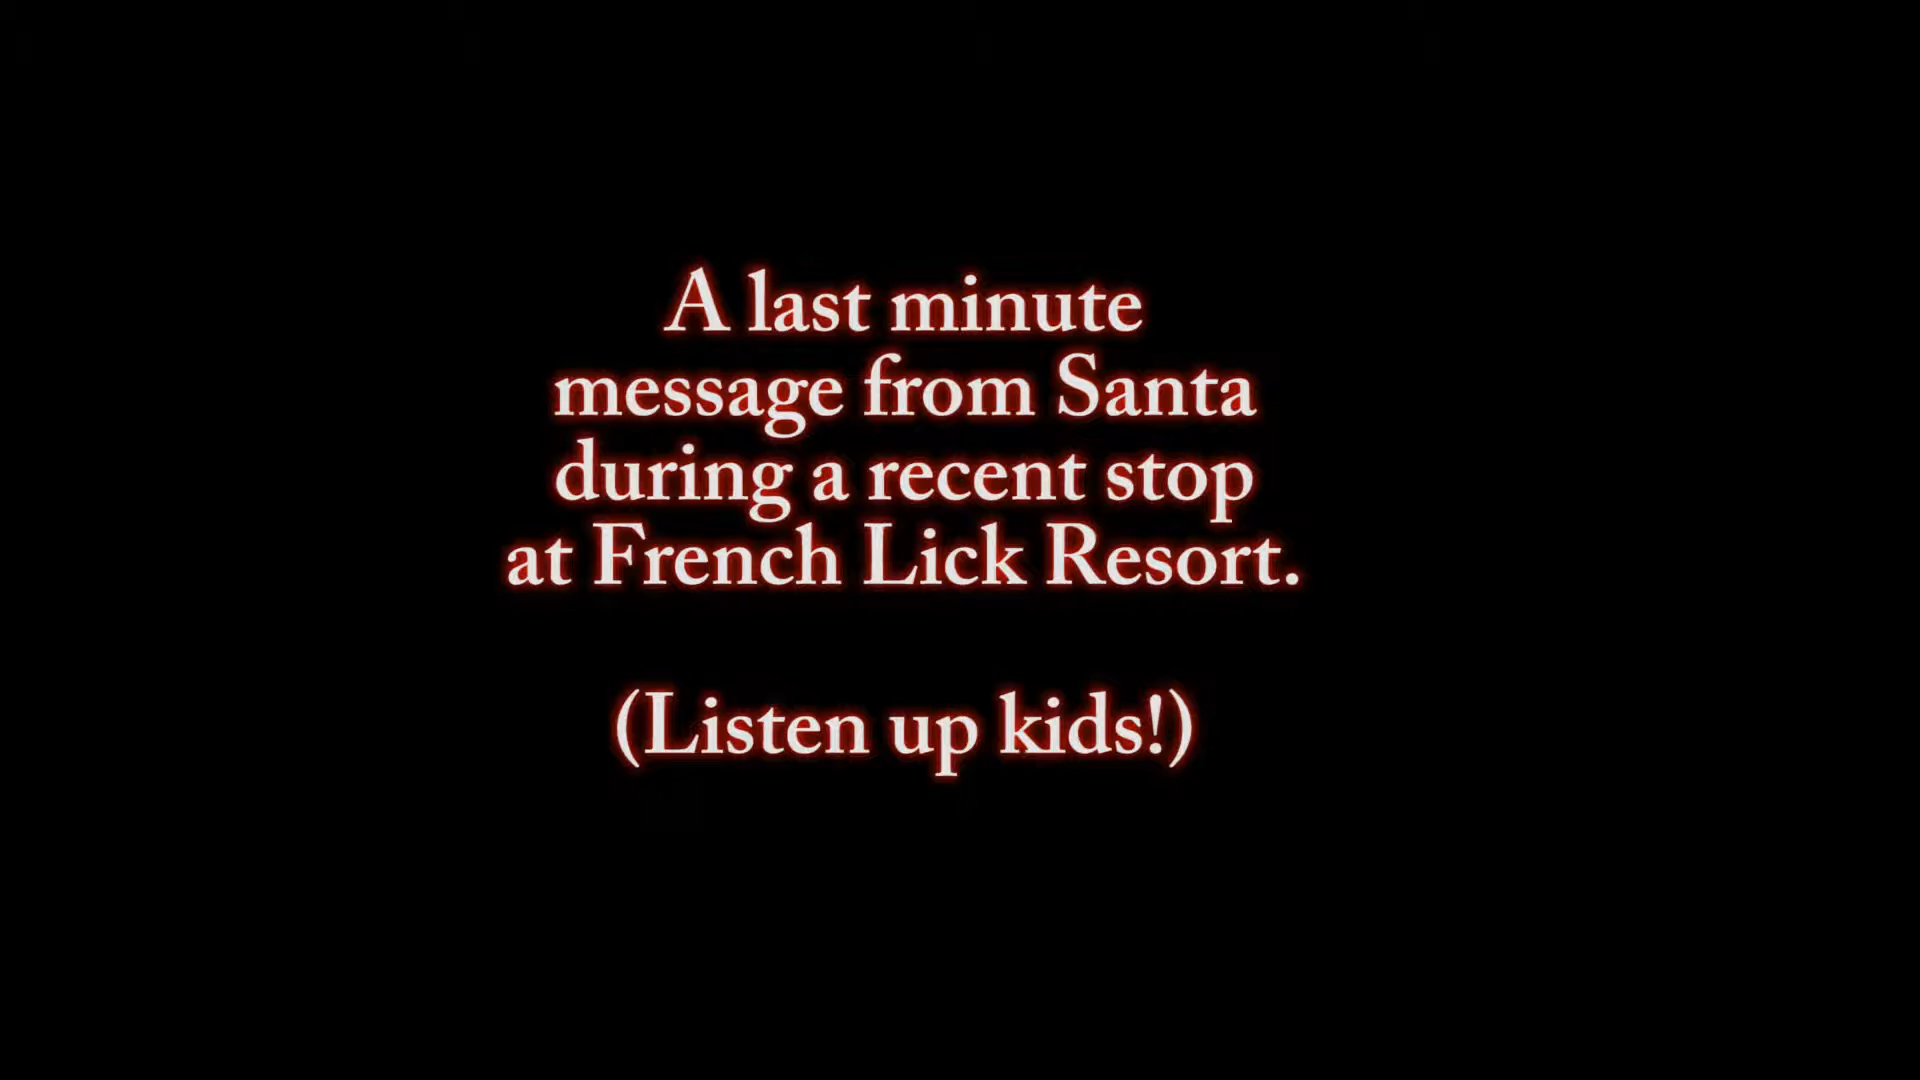 A last minute
message from Santa
during a recent stop
at French Lick Resort.
(Listen up kids!)